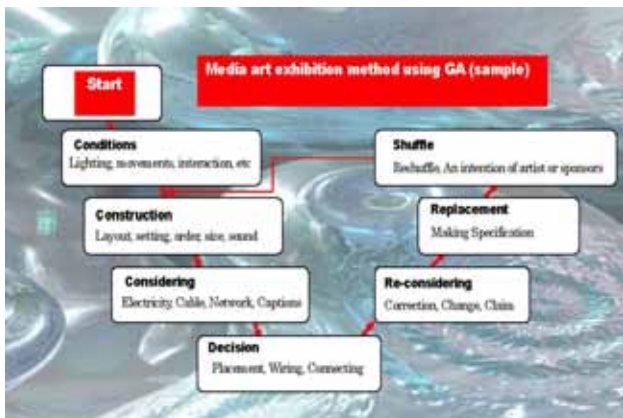 Start
Media art exhibition method using GA (sample)
Conditions
Lighting, movements, interaction, etc
Shuffle
Reshuffle, An intention of artist or sponsors
Construction
Layout, setting, order, size, sound
Replacement
Making Specification
Considering
Electricity, Cable, Network, Captions
Re-considering
Correction, Change, Claim
Decision
Placement, Wiring, Connecting